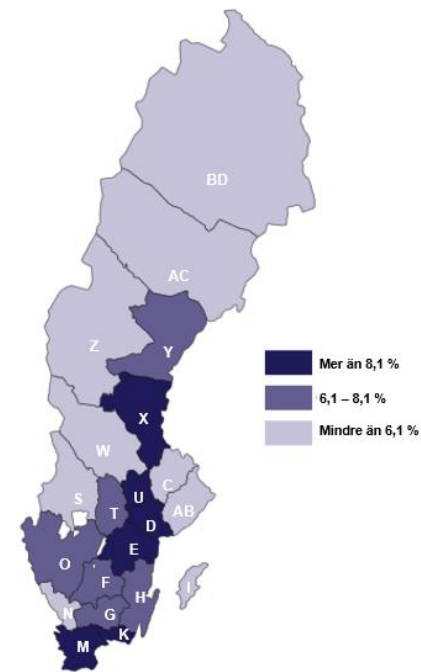 BD
AC
Z
Y
Mer än 8,1 %
6,1 – 8,1 %
Mindre än 6,1 %
X
W
C
U
S
T
AB
D
E
O
F
I
H
N
G
K
M